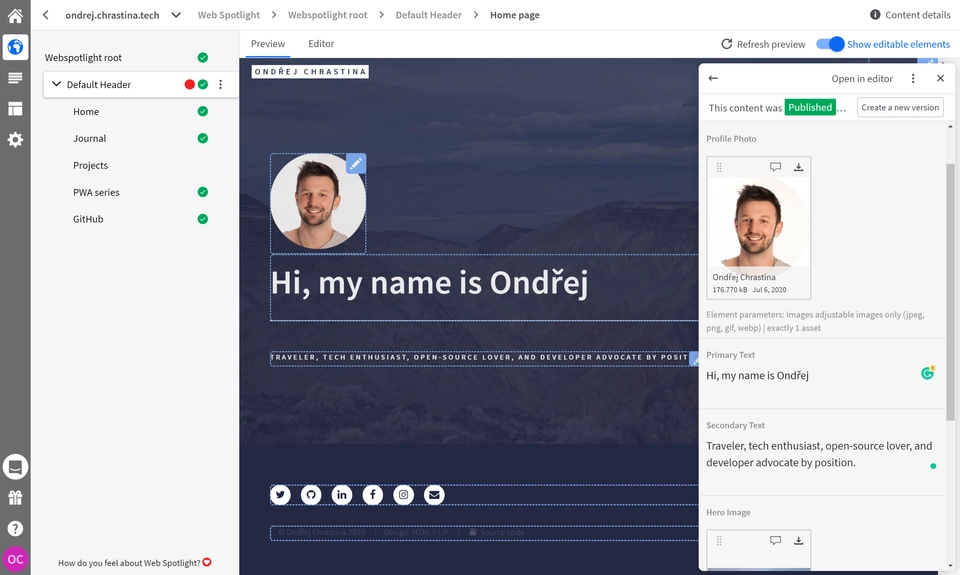 ondrej.chrastina.tech
Web Spotlight
Webspotlight root
Default Header
Home page
Content details
Webspotlight root
Default Header
Home
Journal
Projects
PWA series
GitHub
How do you feel about Web Spotlight?
OC
Preview
Editor
Refresh preview
Show editable elements
ONDŘEJ CHRASTINA
Hi, my name is Ondřej
TRAVELER, TECH ENTHUSIAST, OPEN-SOURCE LOVER, AND DEVELOPER ADVOCATE BY POSIT
© Ondřej Chrastina 2020 | Design: HTML5 UP | Source code
Open in editor
This content was Published ...
Create a new version
Profile Photo
Ondřej Chrastina
176.770 kB Jul 6, 2020
Element parameters: Images adjustable images only (jpeg,
png, gif, webp) | exactly 1 asset
Primary Text
Hi, my name is Ondřej
Secondary Text
Traveler, tech enthusiast, open-source lover, and
developer advocate by position.
Hero Image